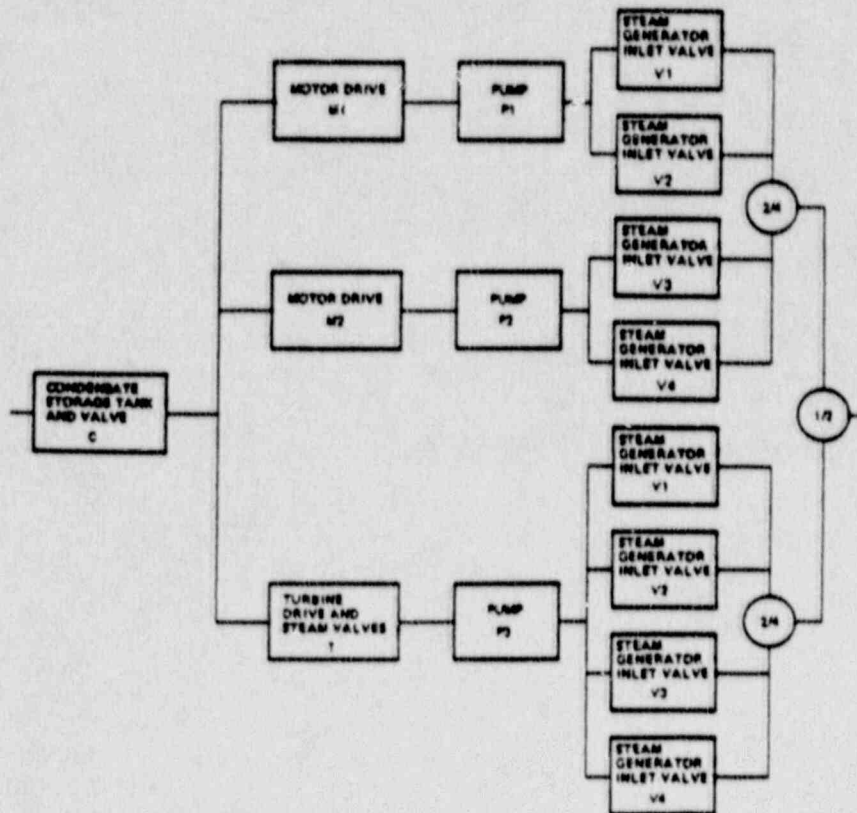 STEAM
GENERATOR
INLET VALVE
V1
MOTOR DRIVE
M1
PUMP
P1
STEAM
GENERATOR
INLET VALVE
V2
2/4
STEAM
GENERATOR
INLET VALVE
V3
MOTOR DRIVE
M2
PUMP
P2
STEAM
GENERATOR
INLET VALVE
V4
CONDENSATE
STORAGE TANK
AND VALVE
C
1/2
STEAM
GENERATOR
INLET VALVE
V1
STEAM
GENERATOR
INLET VALVE
V2
TURBINE
DRIVE AND
STEAM VALVES
T
PUMP
P3
2/4
STEAM
GENERATOR
INLET VALVE
V3
STEAM
GENERATOR
INLET VALVE
V4